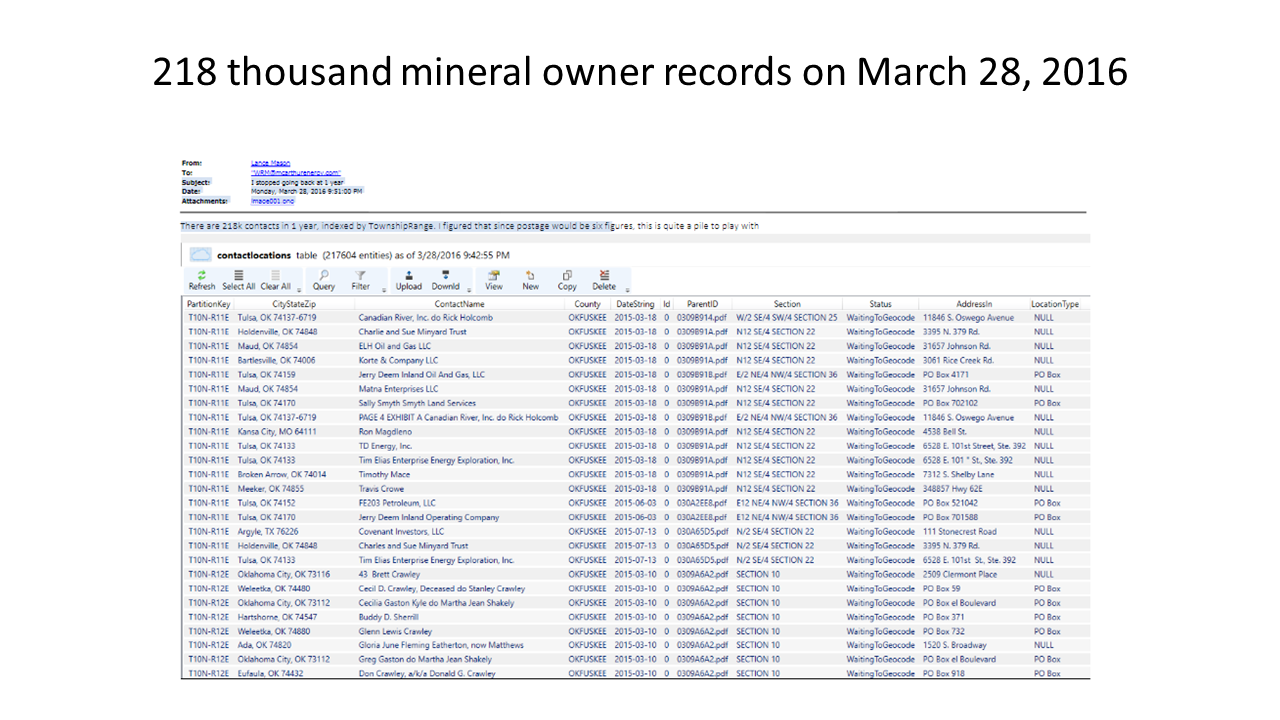 218 thousand mineral owner records on March 28, 2016
From: Lance Mason
To: "WRM@mcarthurenergy.com"
Subject: I stopped going back at 1 year
Date: Monday, March 28, 2016 9:51:00 PM
Attachments: image001.png
There are 218k contacts in 1 year, indexed by TownshipRange. I figured that since postage would be six figures, this is quite a pile to play with
contactlocations table (217604 entities) as of 3/28/2016 9:42:55 PM
Refresh Select All Clear All Query Filter Upload Downld View New Copy Delete
PartitionKey CityStateZip ContactName County DateString Id ParentID Section Status AddressIn LocationType
T10N-R11E Tulsa, OK 74137-6719 Canadian River, Inc. do Rick Holcomb OKFUSKEE 2015-03-18 0 0309B914.pdf W/2 SE/4 SW/4 SECTION 25 WaitingToGeocode 11846 S. Oswego Avenue NULL
T10N-R11E Holdenville, OK 74848 Charlie and Sue Minyard Trust OKFUSKEE 2015-03-18 0 0309B91A.pdf N12 SE/4 SECTION 22 WaitingToGeocode 3395 N. 379 Rd. NULL
T10N-R11E Maud, OK 74854 ELH Oil and Gas LLC OKFUSKEE 2015-03-18 0 0309B91A.pdf N12 SE/4 SECTION 22 WaitingToGeocode 31657 Johnson Rd. NULL
T10N-R11E Bartlesville, OK 74006 Korte & Company LLC OKFUSKEE 2015-03-18 0 0309B91A.pdf N12 SE/4 SECTION 22 WaitingToGeocode 3061 Rice Creek Rd. NULL
T10N-R11E Tulsa, OK 74159 Jerry Deem Inland Oil And Gas, LLC OKFUSKEE 2015-03-18 0 0309B91B.pdf E/2 NE/4 NW/4 SECTION 36 WaitingToGeocode PO Box 4171 PO Box
T10N-R11E Maud, OK 74854 Matna Enterprises LLC OKFUSKEE 2015-03-18 0 0309B91A.pdf N12 SE/4 SECTION 22 WaitingToGeocode 31657 Johnson Rd. NULL
T10N-R11E Tulsa, OK 74170 Sally Smyth Smyth Land Services OKFUSKEE 2015-03-18 0 0309B91A.pdf N12 SE/4 SECTION 22 WaitingToGeocode PO Box 702102 PO Box
T10N-R11E Tulsa, OK 74137-6719 PAGE 4 EXHIBIT A Canadian River, Inc. do Rick Holcomb OKFUSKEE 2015-03-18 0 0309B91B.pdf E/2 NE/4 NW/4 SECTION 36 WaitingToGeocode 11846 S. Oswego Avenue NULL
T10N-R11E Kansa City, MO 64111 Ron Magdleno OKFUSKEE 2015-03-18 0 0309B91A.pdf N12 SE/4 SECTION 22 WaitingToGeocode 4538 Bell St. NULL
T10N-R11E Tulsa, OK 74133 TD Energy, Inc. OKFUSKEE 2015-03-18 0 0309B91A.pdf N12 SE/4 SECTION 22 WaitingToGeocode 6528 E. 101st Street, Ste. 392 NULL
T10N-R11E Tulsa, OK 74133 Tim Elias Enterprise Energy Exploration, Inc. OKFUSKEE 2015-03-18 0 0309B91A.pdf N12 SE/4 SECTION 22 WaitingToGeocode 6528 E. 101 " St., Ste. 392 NULL
T10N-R11E Broken Arrow, OK 74014 Timothy Mace OKFUSKEE 2015-03-18 0 0309B91A.pdf N12 SE/4 SECTION 22 WaitingToGeocode 7312 S. Shelby Lane NULL
T10N-R11E Meeker, OK 74855 Travis Crowe OKFUSKEE 2015-03-18 0 0309B91A.pdf N12 SE/4 SECTION 22 WaitingToGeocode 348857 Hwy 62E NULL
T10N-R11E Tulsa, OK 74152 FE203 Petroleum, LLC OKFUSKEE 2015-06-03 0 030A2EE8.pdf E12 NE/4 NW/4 SECTION 36 WaitingToGeocode PO Box 521042 PO Box
T10N-R11E Tulsa, OK 74170 Jerry Deem Inland Operating Company OKFUSKEE 2015-06-03 0 030A2EE8.pdf E12 NE/4 NW/4 SECTION 36 WaitingToGeocode PO Box 701588 PO Box
T10N-R11E Argyle, TX 76226 Covenant Investors, LLC OKFUSKEE 2015-07-13 0 030A65D5.pdf N/2 SE/4 SECTION 22 WaitingToGeocode 111 Stonecrest Road NULL
T10N-R11E Holdenville, OK 74848 Charles and Sue Minyard Trust OKFUSKEE 2015-07-13 0 030A65D5.pdf N/2 SE/4 SECTION 22 WaitingToGeocode 3395 N. 379 Rd. NULL
T10N-R11E Tulsa, OK 74133 Tim Elias Enterprise Energy Exploration, Inc. OKFUSKEE 2015-07-13 0 030A65D5.pdf N/2 SE/4 SECTION 22 WaitingToGeocode 6528 E. 101st St., Ste. 392 NULL
T10N-R12E Oklahoma City, OK 73116 43 Brett Crawley OKFUSKEE 2015-03-10 0 0309A6A2.pdf SECTION 10 WaitingToGeocode 2509 Clermont Place NULL
T10N-R12E Weleetka, OK 74480 Cecil D. Crawley, Deceased do Stanley Crawley OKFUSKEE 2015-03-10 0 0309A6A2.pdf SECTION 10 WaitingToGeocode PO Box 59 PO Box
T10N-R12E Oklahoma City, OK 73112 Cecilia Gaston Kyle do Martha Jean Shakely OKFUSKEE 2015-03-10 0 0309A6A2.pdf SECTION 10 WaitingToGeocode PO Box el Boulevard PO Box
T10N-R12E Hartshorne, OK 74547 Buddy D. Sherrill OKFUSKEE 2015-03-10 0 0309A6A2.pdf SECTION 10 WaitingToGeocode PO Box 371 PO Box
T10N-R12E Weleetka, OK 74880 Glenn Lewis Crawley OKFUSKEE 2015-03-10 0 0309A6A2.pdf SECTION 10 WaitingToGeocode PO Box 732 PO Box
T10N-R12E Ada, OK 74820 Gloria June Fleming Eatherton, now Matthews OKFUSKEE 2015-03-10 0 0309A6A2.pdf SECTION 10 WaitingToGeocode 1520 S. Broadway NULL
T10N-R12E Oklahoma City, OK 73112 Greg Gaston do Martha Jean Shakely OKFUSKEE 2015-03-10 0 0309A6A2.pdf SECTION 10 WaitingToGeocode PO Box el Boulevard PO Box
T10N-R12E Eufaula, OK 74432 Don Crawley, a/k/a Donald G. Crawley OKFUSKEE 2015-03-10 0 0309A6A2.pdf SECTION 10 WaitingToGeocode PO Box 918 PO Box